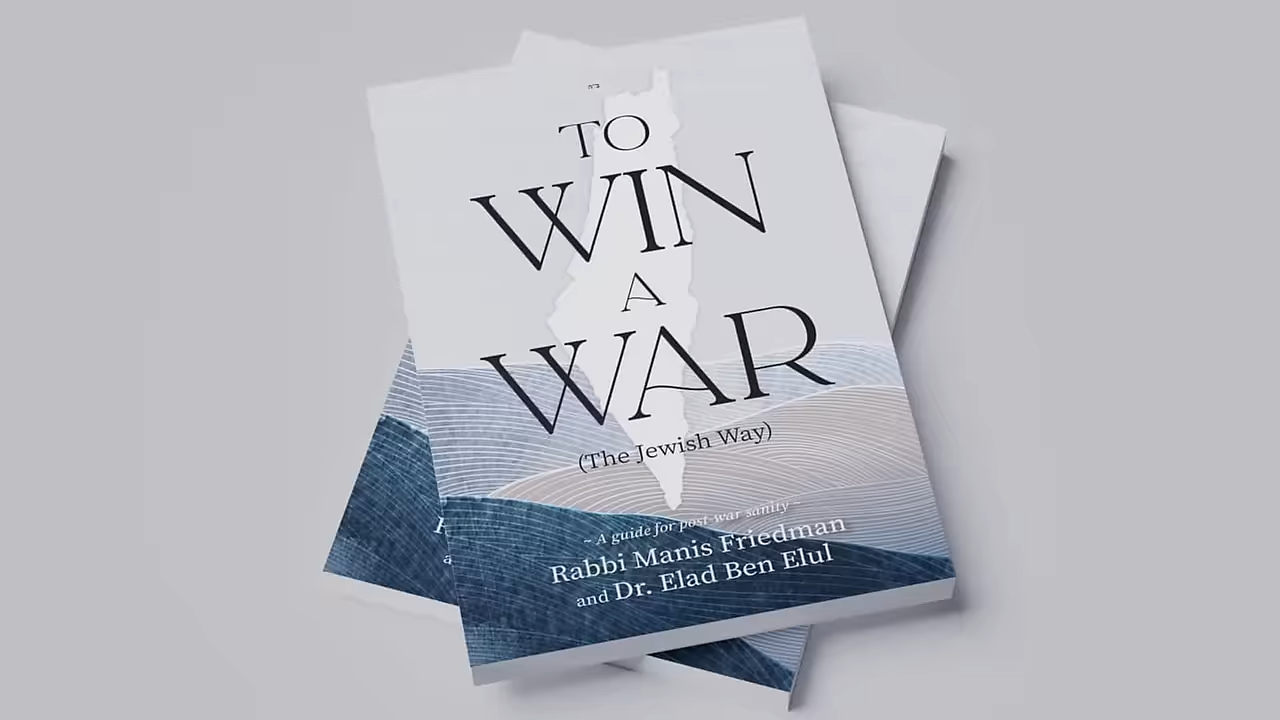 ב״ה
TO
WIN
A
WAR
(The Jewish Way)
~ A guide for post-war sanity ~
Rabbi Manis Friedman
and Dr. Elad Ben Elul